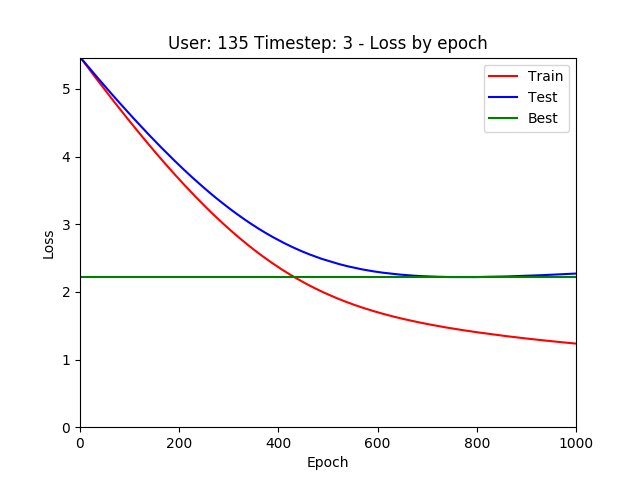 User: 135 Timestep: 3 - Loss by epoch
Train
Test
Best
Loss
5
4
3
2
1
0
0 200 400 600 800 1000
Epoch